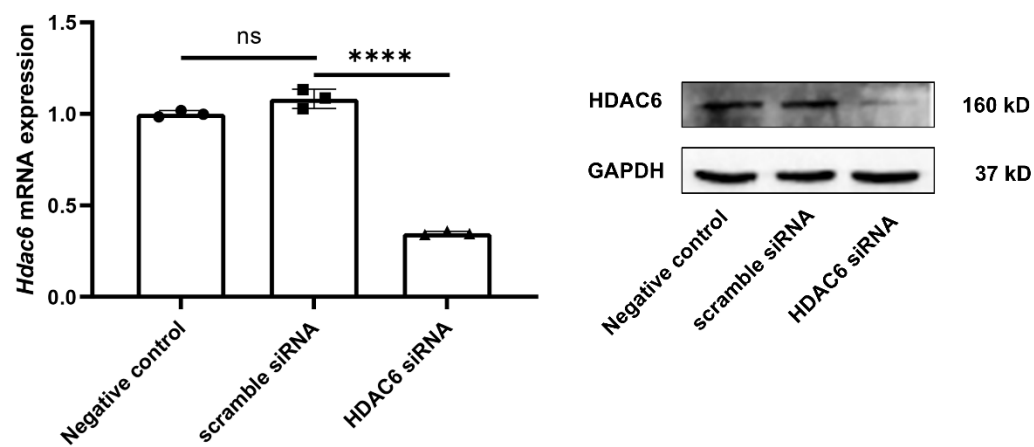 Hdac6 mRNA expression
1.5
1.0
0.5
0.0
ns
****
Negative control
scramble siRNA
HDAC6 siRNA
HDAC6
160 kD
GAPDH
37 kD
Negative control
scramble siRNA
HDAC6 siRNA